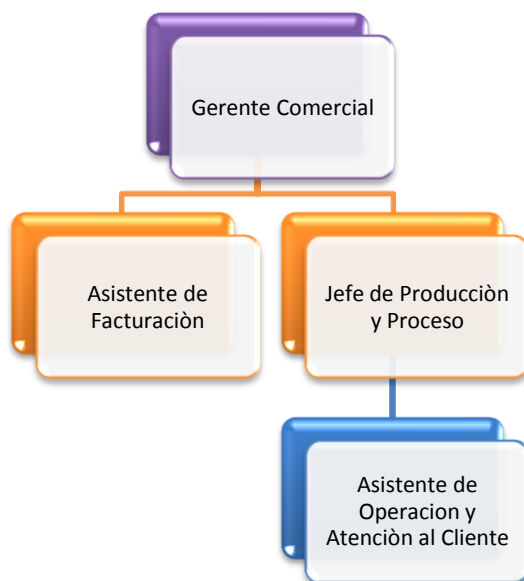 Gerente Comercial
Asistente de
Facturaciòn
Jefe de Producciòn
y Proceso
Asistente de
Operacion y
Atenciòn al Cliente